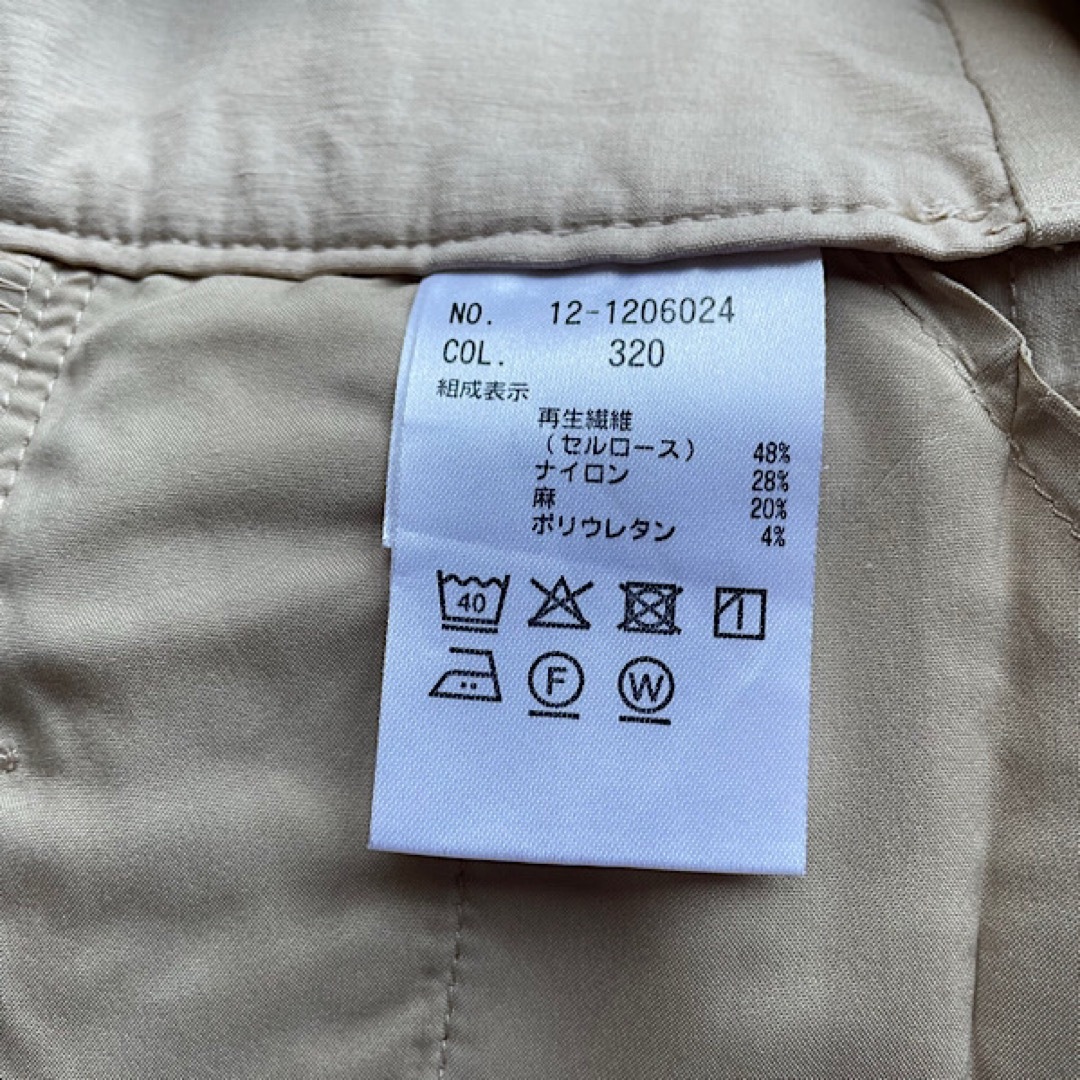 NO. 12-1206024
COL. 320
組成表示
再生繊維
(セルロース) 48%
ナイロン 28%
麻 20%
ポリウレタン 4%
40
F W